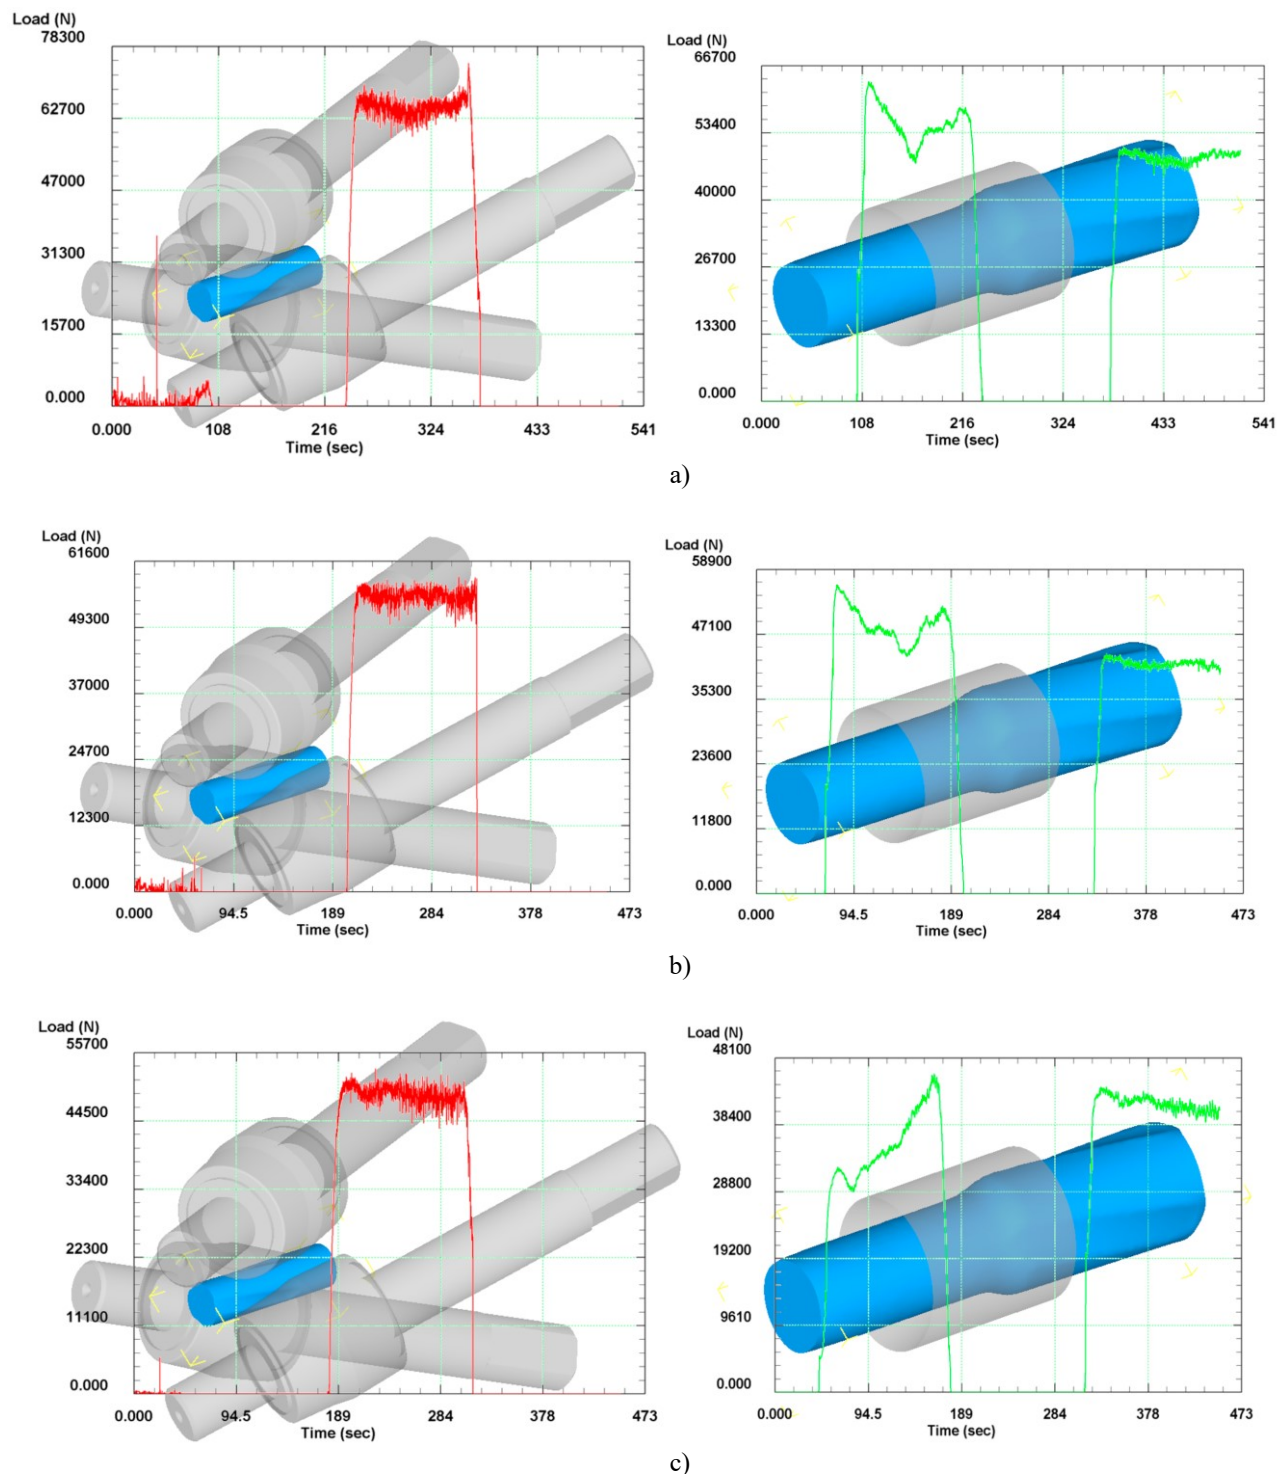 Load (N)
78300
62700
47000
31300
15700
0.000
0.000 108 216 324 433 541
Time (sec)
Load (N)
66700
53400
40000
26700
13300
0.000
0.000 108 216 324 433 541
Time (sec)
a)
Load (N)
61600
49300
37000
24700
12300
0.000
0.000 94.5 189 284 378 473
Time (sec)
Load (N)
58900
47100
35300
23600
11800
0.000
0.000 94.5 189 284 378 473
Time (sec)
b)
Load (N)
55700
44500
33400
22300
11100
0.000
0.000 94.5 189 284 378 473
Time (sec)
Load (N)
48100
38400
28800
19200
9610
0.000
0.000 94.5 189 284 378 473
Time (sec)
c)